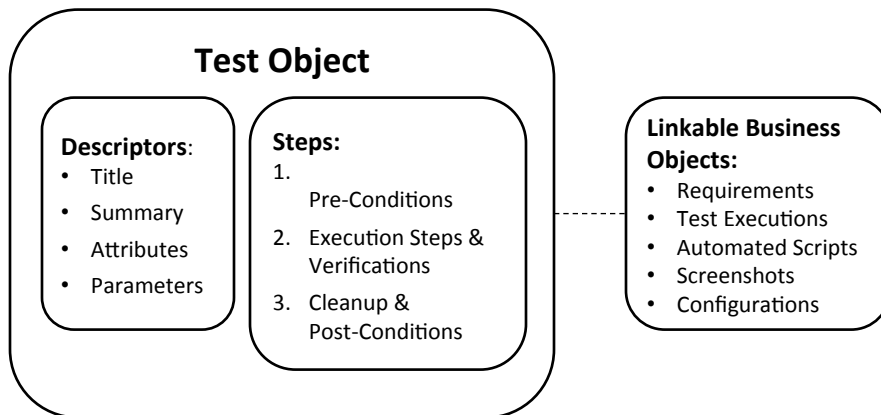 Test Object
Descriptors:
• Title
• Summary
• Attributes
• Parameters
Steps:
1.
Pre-Conditions
2. Execution Steps &
Verifications
3. Cleanup &
Post-Conditions
Linkable Business
Objects:
• Requirements
• Test Executions
• Automated Scripts
• Screenshots
• Configurations